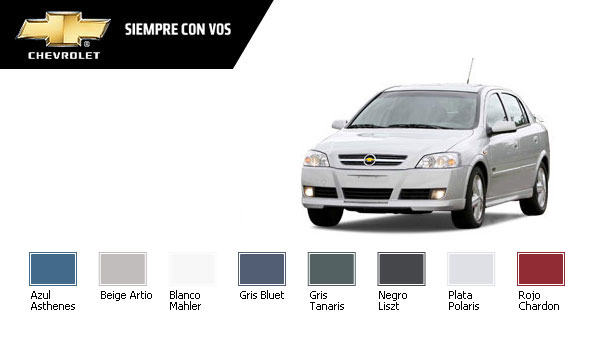 SIEMPRE CON VOS
CHEVROLET
Azul
Asthenes
Beige Artio
Blanco
Mahler
Gris Bluet
Gris
Tanaris
Negro
Liszt
Plata
Polaris
Rojo
Chardon